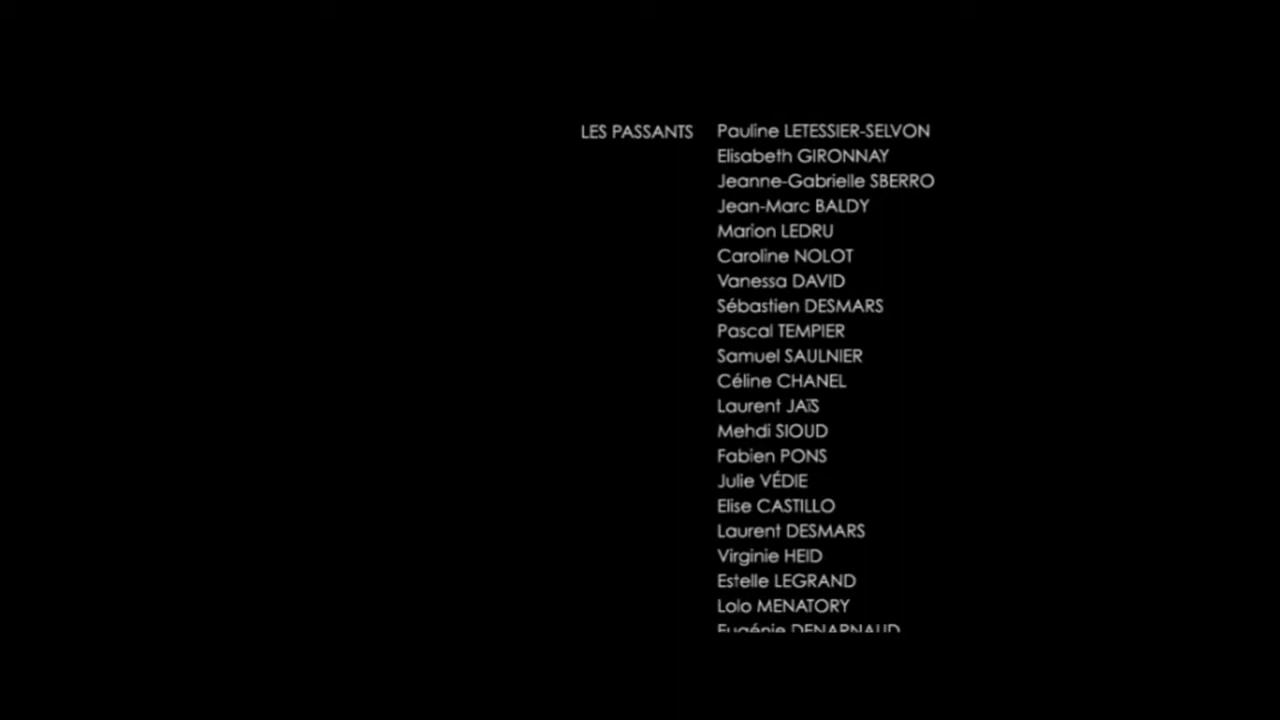 LES PASSANTS Pauline LETESSIER-SELVON
Elisabeth GIRONNAY
Jeanne-Gabrielle SBERRO
Jean-Marc BALDY
Marion LEDRU
Caroline NOLOT
Vanessa DAVID
Sébastien DESMARS
Pascal TEMPIER
Samuel SAULNIER
Céline CHANEL
Laurent JAïS
Mehdi SIOUD
Fabien PONS
Julie VÉDIE
Elise CASTILLO
Laurent DESMARS
Virginie HEID
Estelle LEGRAND
Lolo MENATORY
Eugénie DENARNAUD